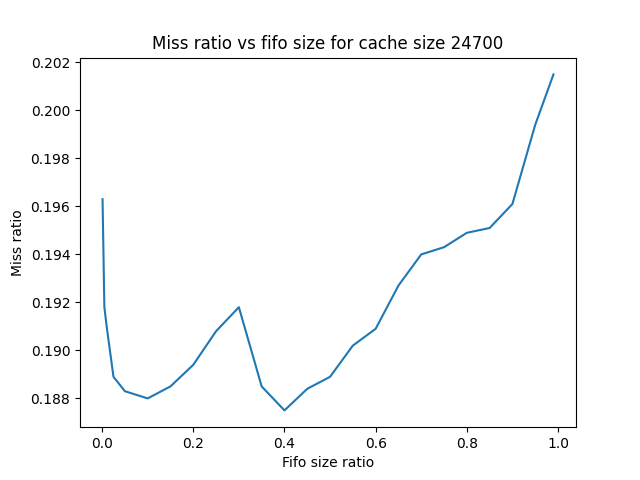 Miss ratio vs fifo size for cache size 24700
0.202
0.200
0.198
0.196
0.194
0.192
0.190
0.188
Miss ratio
0.0 0.2 0.4 0.6 0.8 1.0
Fifo size ratio